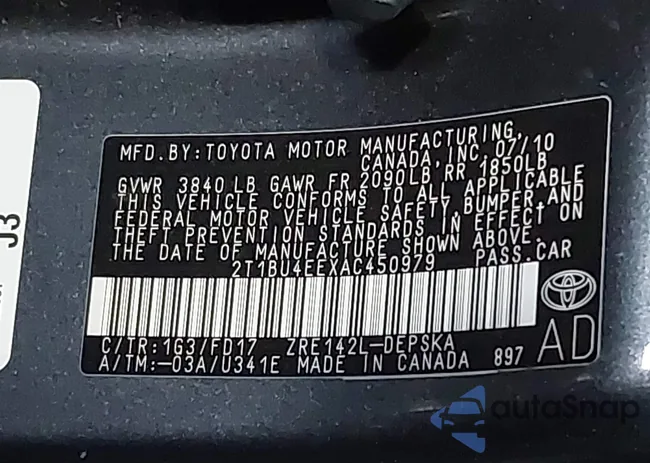 MFD.BY:TOYOTA MOTOR MANUFACTURING,
CANADA, INC. 07/10
GVWR 3840 LB GAWR FR 2090LB RR 1850LB
THIS VEHICLE CONFORMS TO ALL APPLICABLE
FEDERAL MOTOR VEHICLE SAFETY, BUMPER, AND
THEFT PREVENTION STANDARDS IN EFFECT ON
THE DATE OF MANUFACTURE SHOWN ABOVE.
2T1BU4EEXAC450979 PASS.CAR
C/TR:1G3/FD17 ZRE142L-DEPSKA
A/TM:-03A/U341E MADE IN CANADA 897
AD
J3
autoSnap